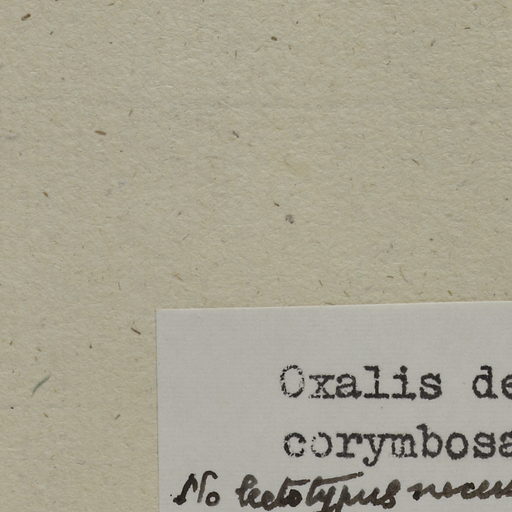 Oxalis de
corymbosa
No lectotypus